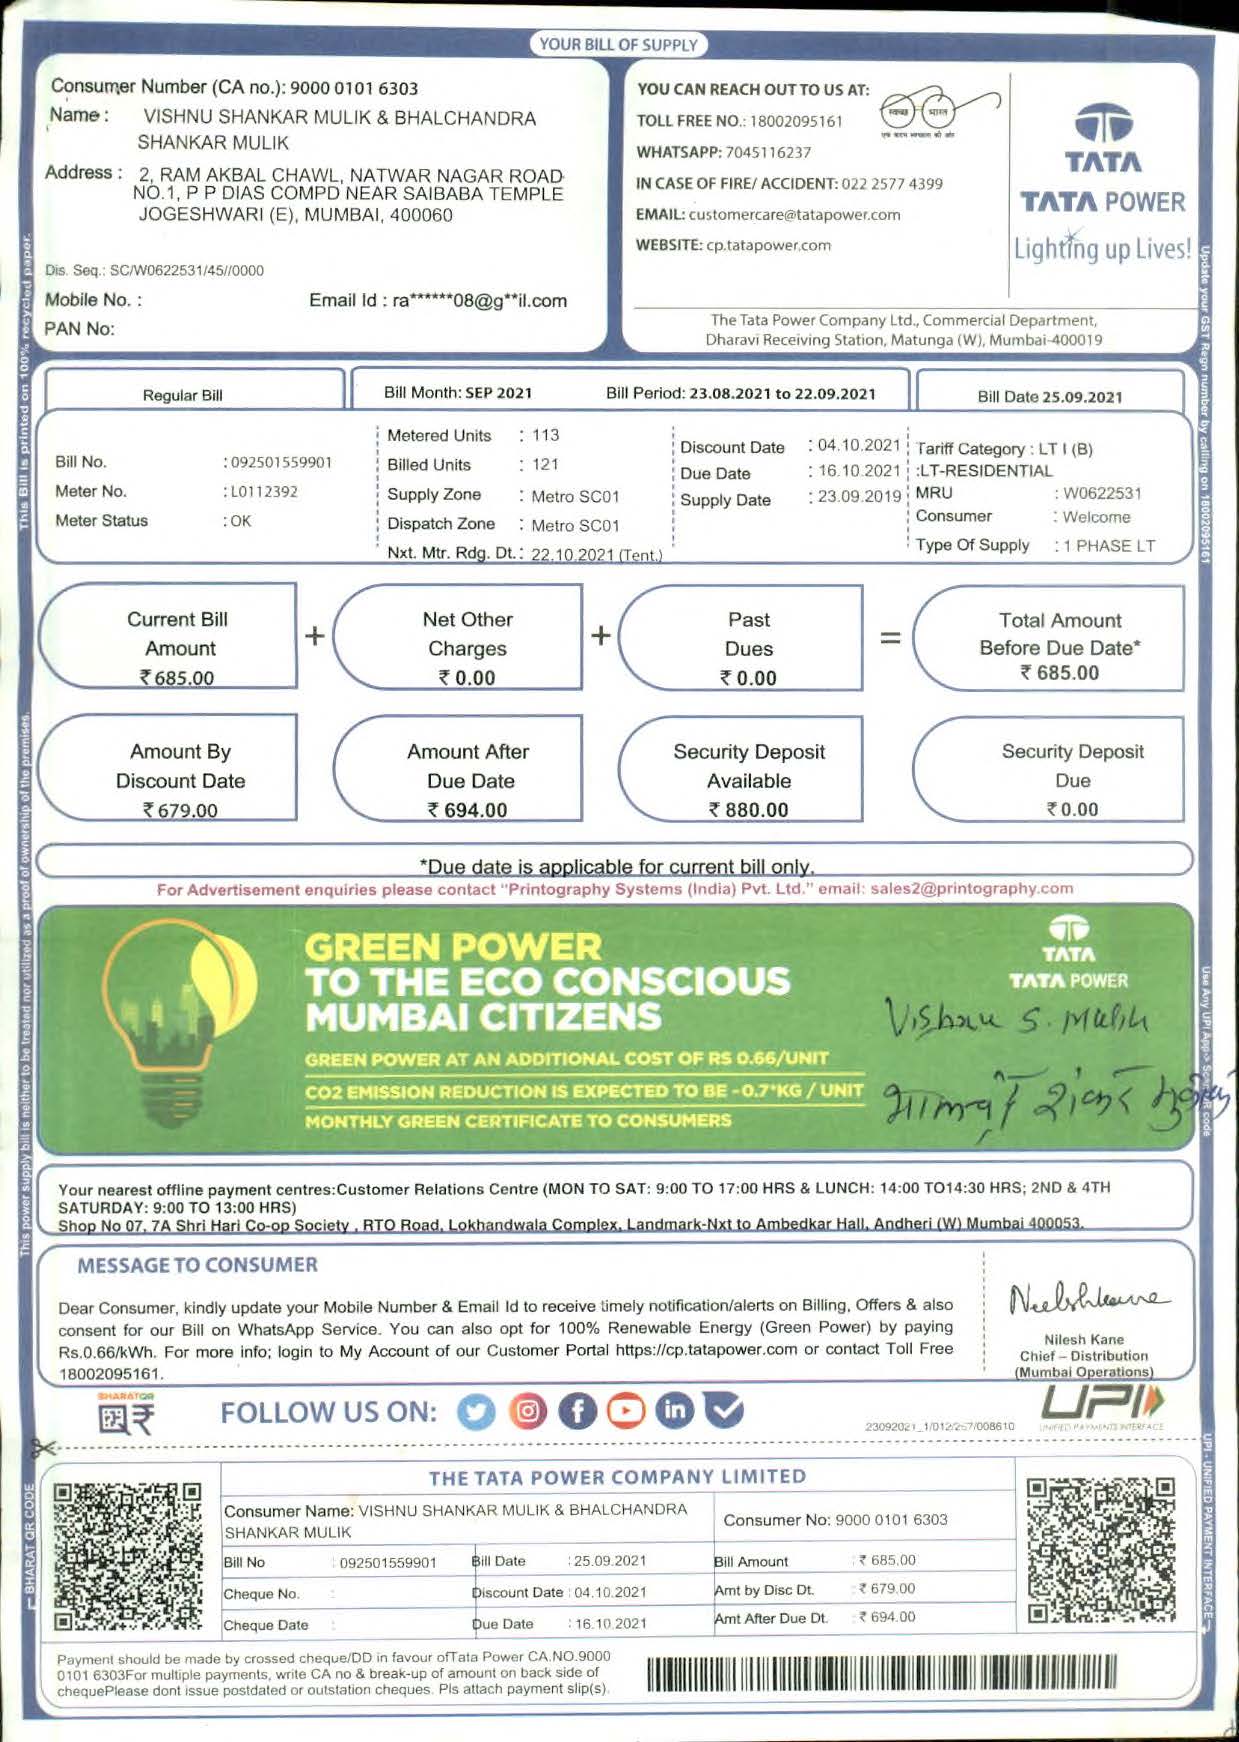 YOUR BILL OF SUPPLY
Consumer Number (CA no.): 9000 0101 6303
Name : VISHNU SHANKAR MULIK & BHALCHANDRA
SHANKAR MULIK
Address : 2, RAM AKBAL CHAWL, NATWAR NAGAR ROAD
NO.1, P P DIAS COMPD NEAR SAIBABA TEMPLE
JOGESHWARI (E), MUMBAI, 400060
Dis. Seq.: SC/W0622531/45//0000
Mobile No. :
Email Id : ra******08@g**il.com
PAN No:
YOU CAN REACH OUT TO US AT:
TOLL FREE NO.: 18002095161
WHATSAPP: 7045116237
IN CASE OF FIRE/ ACCIDENT: 022 2577 4399
EMAIL: customercare@tatapower.com
WEBSITE: cp.tatapower.com
स्वच्छ भारत
एक कदम स्वच्छता की ओर
TATA
TATA POWER
Lighting up Lives!
The Tata Power Company Ltd., Commercial Department,
Dharavi Receiving Station, Matunga (W), Mumbai-400019
Regular Bill
Bill Month: SEP 2021
Bill Period: 23.08.2021 to 22.09.2021
Bill Date 25.09.2021
Bill No. : 092501559901
Meter No. : L0112392
Meter Status : OK
Metered Units : 113
Billed Units : 121
Supply Zone : Metro SC01
Dispatch Zone : Metro SC01
Nxt. Mtr. Rdg. Dt.: 22.10.2021 (Tent.)
Discount Date : 04.10.2021
Due Date : 16.10.2021
Supply Date : 23.09.2019
Tariff Category : LT I (B)
:LT-RESIDENTIAL
MRU : W0622531
Consumer : Welcome
Type Of Supply : 1 PHASE LT
Current Bill
Amount
₹ 685.00
+
Net Other
Charges
₹ 0.00
+
Past
Dues
₹ 0.00
=
Total Amount
Before Due Date*
₹ 685.00
Amount By
Discount Date
₹ 679.00
Amount After
Due Date
₹ 694.00
Security Deposit
Available
₹ 880.00
Security Deposit
Due
₹ 0.00
*Due date is applicable for current bill only.
For Advertisement enquiries please contact "Printography Systems (India) Pvt. Ltd." email: sales2@printography.com
GREEN POWER
TO THE ECO CONSCIOUS
MUMBAI CITIZENS
GREEN POWER AT AN ADDITIONAL COST OF RS 0.66/UNIT
CO2 EMISSION REDUCTION IS EXPECTED TO BE -0.7*KG / UNIT
MONTHLY GREEN CERTIFICATE TO CONSUMERS
TATA
TATA POWER
Vishnu S. Mulik
शंकर
Your nearest offline payment centres:Customer Relations Centre (MON TO SAT: 9:00 TO 17:00 HRS & LUNCH: 14:00 TO14:30 HRS; 2ND & 4TH
SATURDAY: 9:00 TO 13:00 HRS)
Shop No 07, 7A Shri Hari Co-op Society , RTO Road, Lokhandwala Complex, Landmark-Nxt to Ambedkar Hall, Andheri (W) Mumbai 400053.
MESSAGE TO CONSUMER
Dear Consumer, kindly update your Mobile Number & Email Id to receive timely notification/alerts on Billing, Offers & also
consent for our Bill on WhatsApp Service. You can also opt for 100% Renewable Energy (Green Power) by paying
Rs.0.66/kWh. For more info; login to My Account of our Customer Portal https://cp.tatapower.com or contact Toll Free
18002095161.
Nilesh Kane
Chief – Distribution
(Mumbai Operations)
BHARATQR
FOLLOW US ON:
UPI
UNIFIED PAYMENTS INTERFACE
THE TATA POWER COMPANY LIMITED
Consumer Name: VISHNU SHANKAR MULIK & BHALCHANDRA
SHANKAR MULIK
Consumer No: 9000 0101 6303
Bill No : 092501559901
Bill Date : 25.09.2021
Bill Amount : ₹ 685.00
Cheque No. :
Discount Date : 04.10.2021
Amt by Disc Dt. : ₹ 679.00
Cheque Date :
Due Date : 16.10.2021
Amt After Due Dt. : ₹ 694.00
Payment should be made by crossed cheque/DD in favour ofTata Power CA.NO.9000
0101 6303For multiple payments, write CA no & break-up of amount on back side of
chequePlease dont issue postdated or outstation cheques. Pls attach payment slip(s).
This Bill is printed on 100% recycled paper.
This power supply bill is neither to be treated nor utilized as a proof of ownership of the premises.
BHARAT QR CODE
Update your GST Regn number by calling on 18002095161
Use Any UPI App-> Scan QR code
UPI - UNIFIED PAYMENT INTERFACE